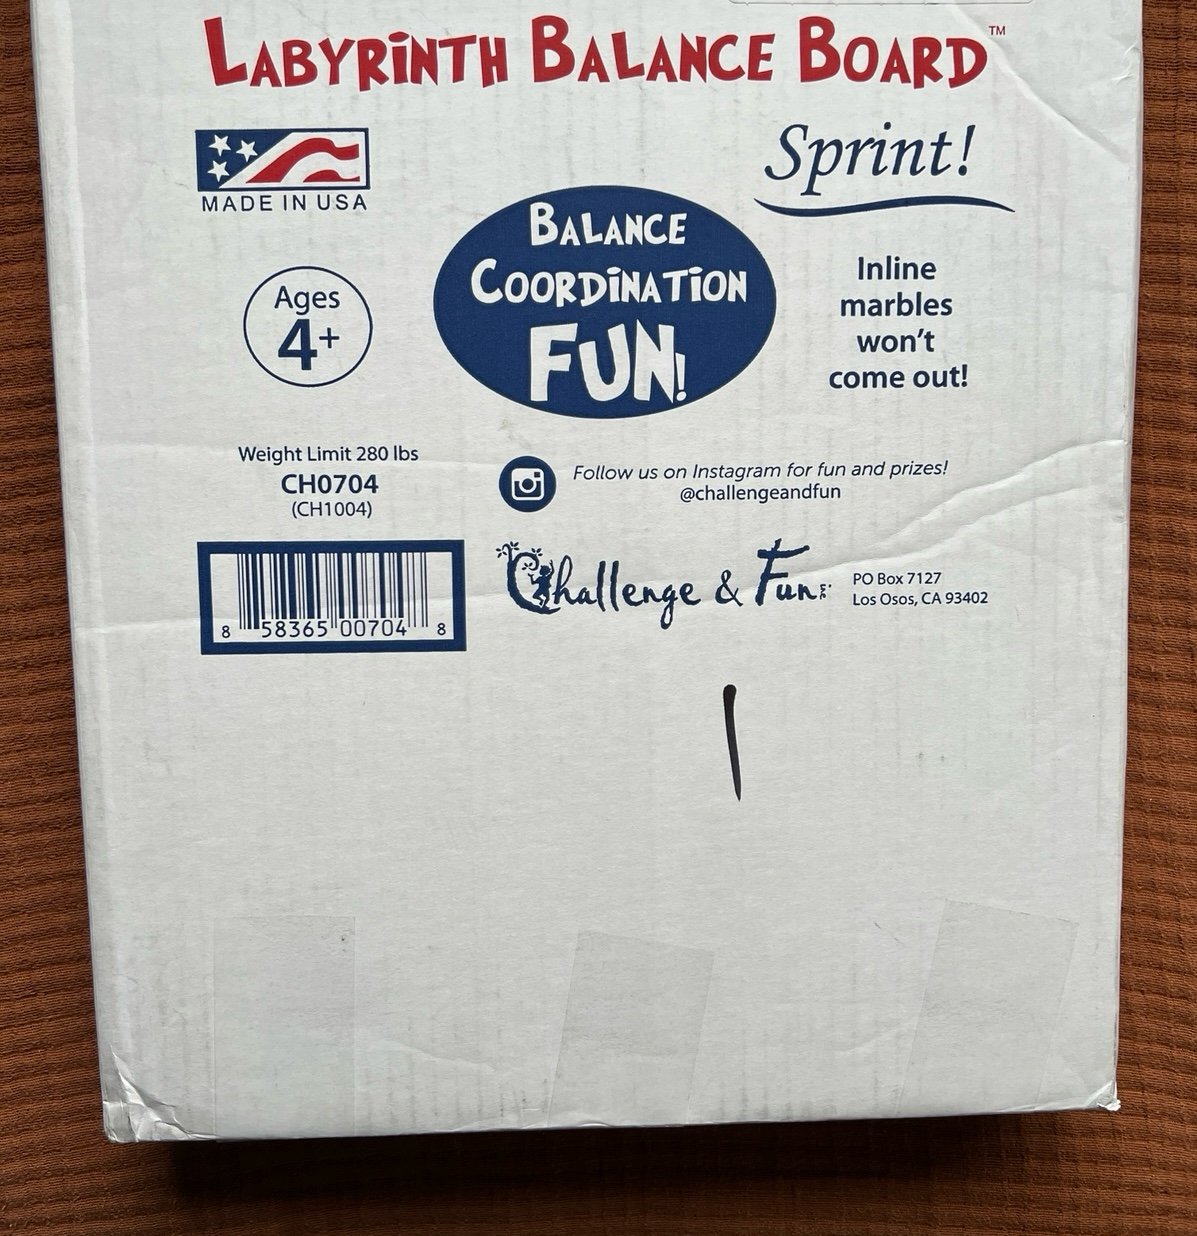 LABYRiNTH BALANCE BOARD™
MADE IN USA
Sprint!
BALANCE
COORDiNATiON
FUN!
Ages
4+
Inline
marbles
won't
come out!
Weight Limit 280 lbs
CH0704
(CH1004)
Follow us on Instagram for fun and prizes!
@challengeandfun
8 58365 00704 8
Challenge & Fun
PO Box 7127
Los Osos, CA 93402